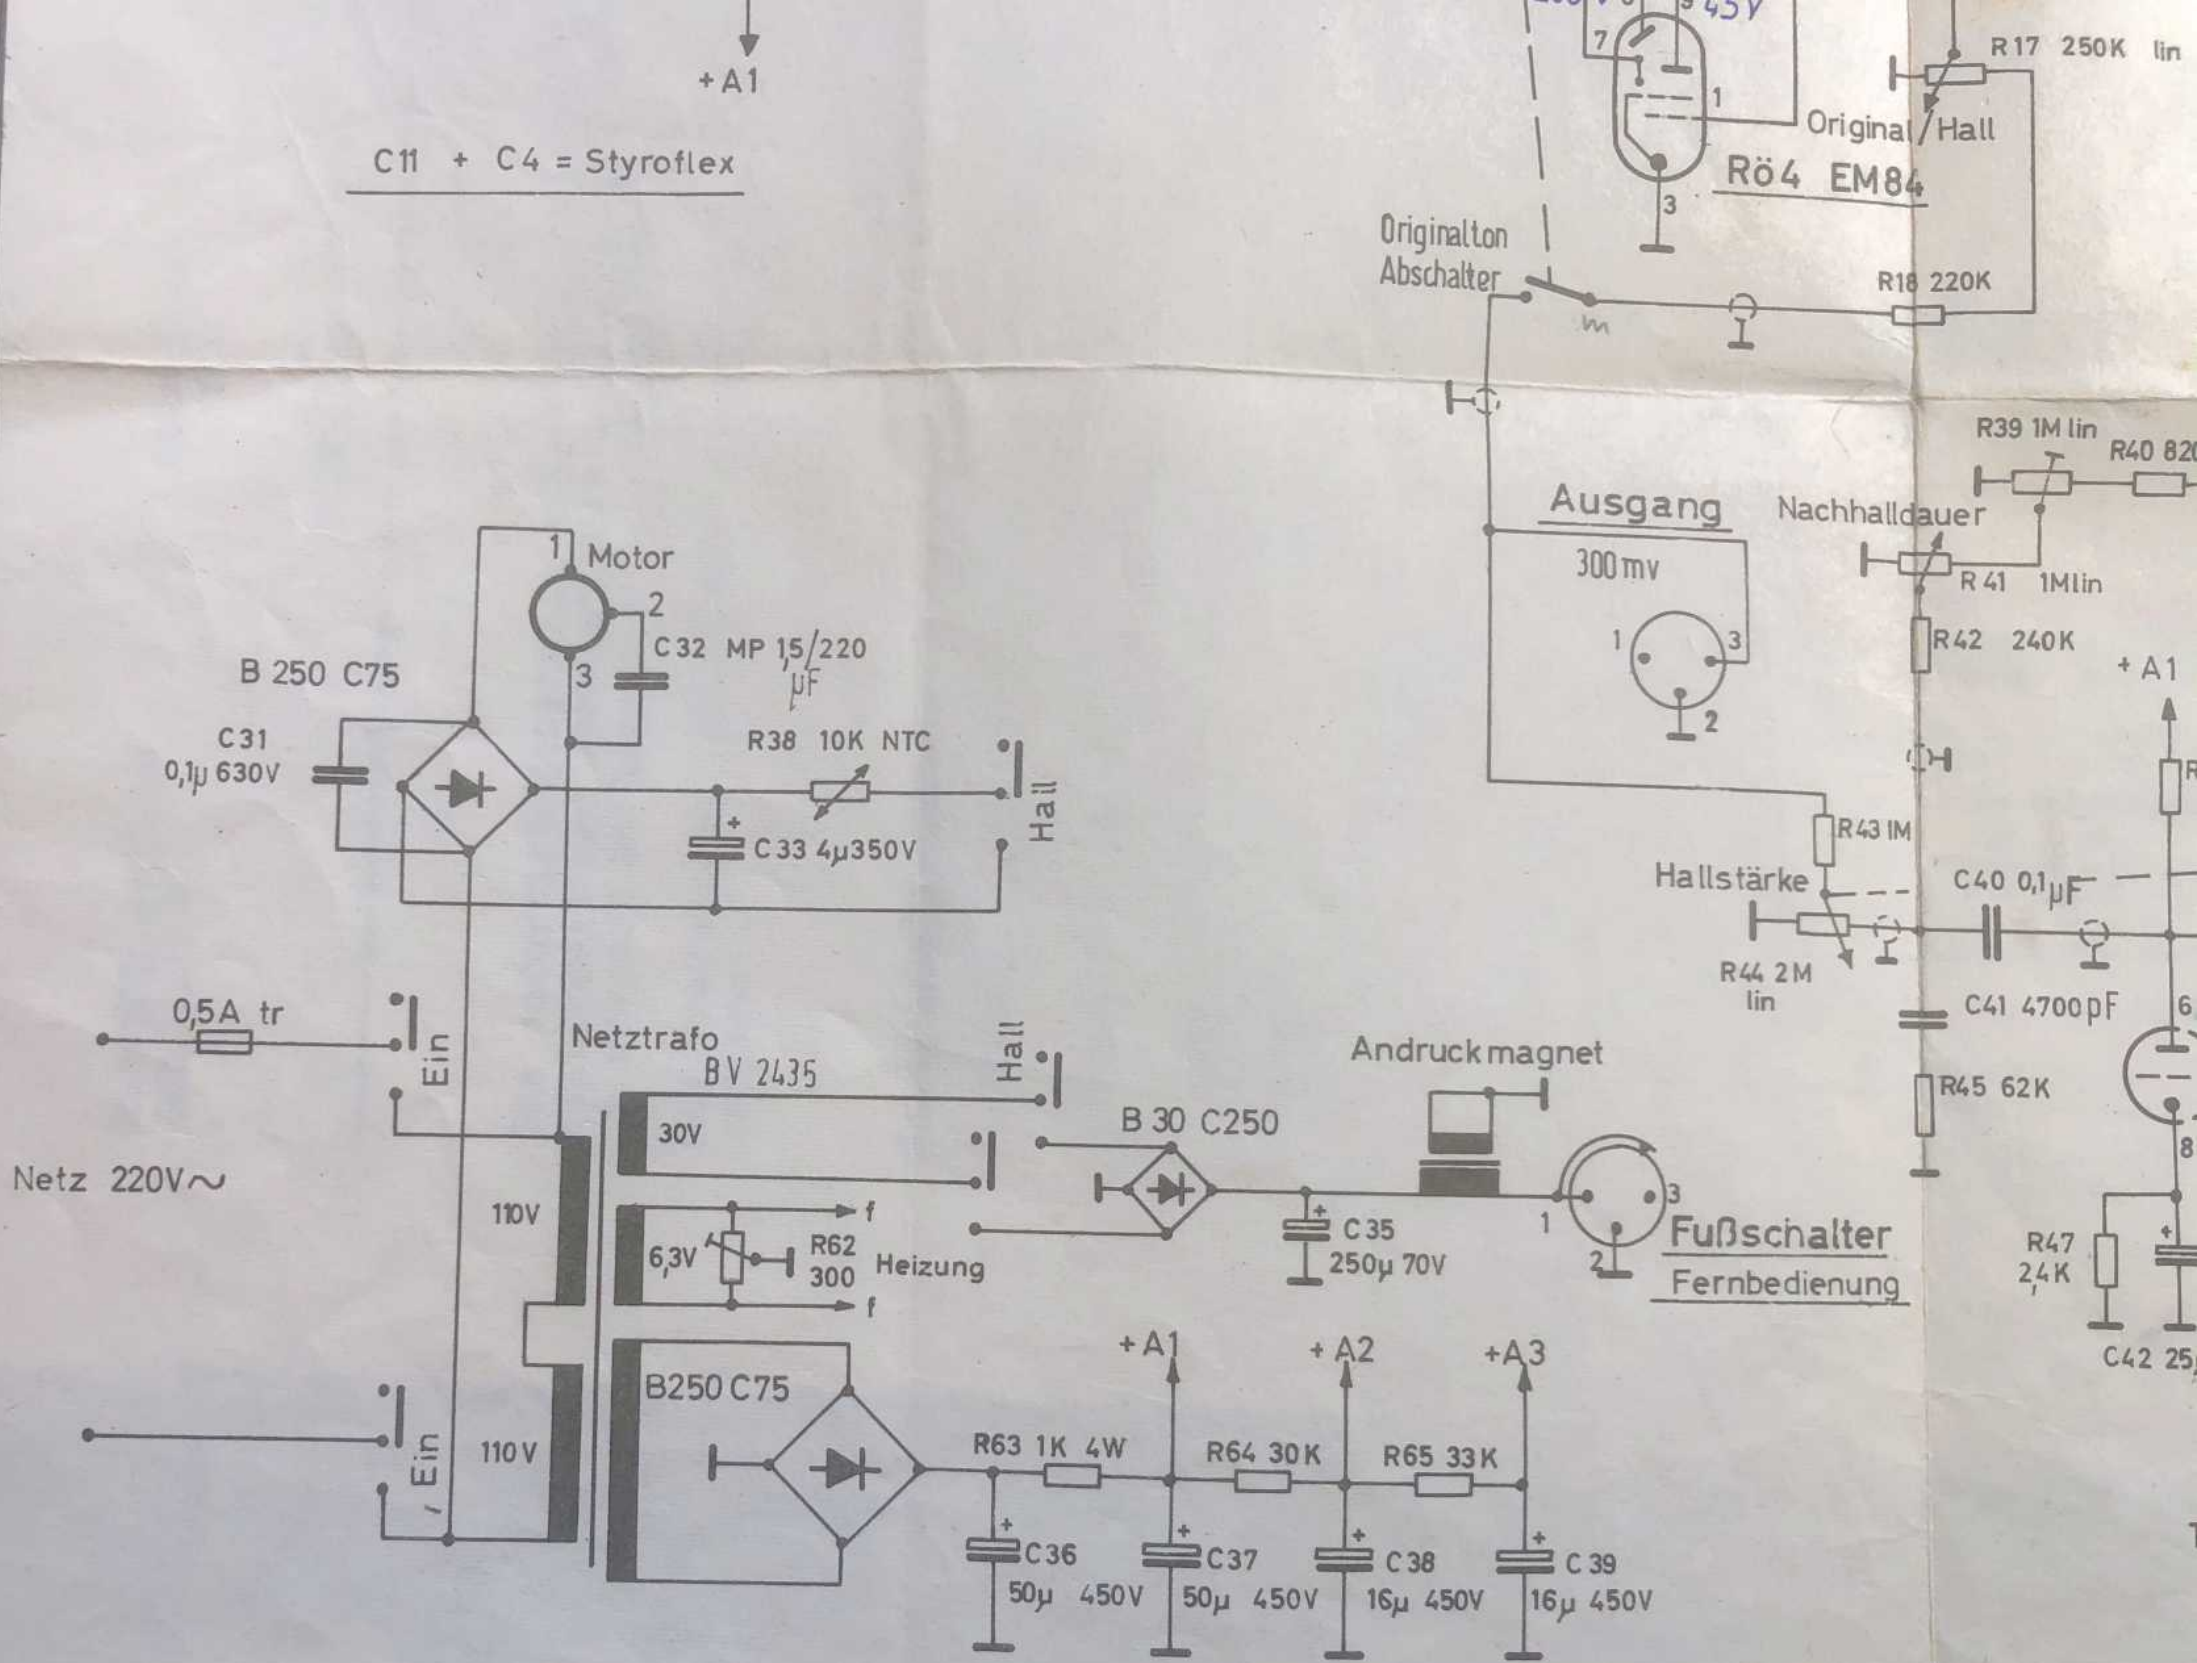 45V
7
1
3
+A1
R17 250K lin
Original/Hall
Rö4 EM84
C11 + C4 = Styroflex
Originalton
Abschalter
m
R18 220K
R39 1M lin
R40 820
Ausgang
300mv
Nachhalldauer
R41 1Mlin
1
3
2
R42 240K
+A1
1
Motor
2
3
C32 MP 1,5/220
µF
B 250 C75
C31
0,1µ 630V
R38 10K NTC
Hall
C33 4µ350V
R43 1M
Hallstärke
C40 0,1µF
R44 2M
lin
C41 4700pF
6
R45 62K
8
R47
2,4K
C42 25
0,5A tr
Ein
Netztrafo
BV 2435
Hall
Andruckmagnet
B 30 C250
30V
Netz 220V~
110V
f
6,3V
R62
300
Heizung
f
C35
250µ 70V
1
3
2
Fußschalter
Fernbedienung
+A1
+A2
+A3
B250 C75
Ein
110V
R63 1K 4W
R64 30K
R65 33K
+
C36
50µ 450V
+
C37
50µ 450V
+
C38
16µ 450V
+
C39
16µ 450V